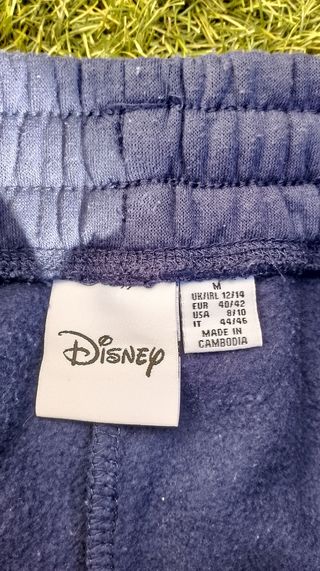 Disney
M
UK/IRL 12/14
EUR 40/42
USA 8/10
IT 44/46
MADE IN
CAMBODIA